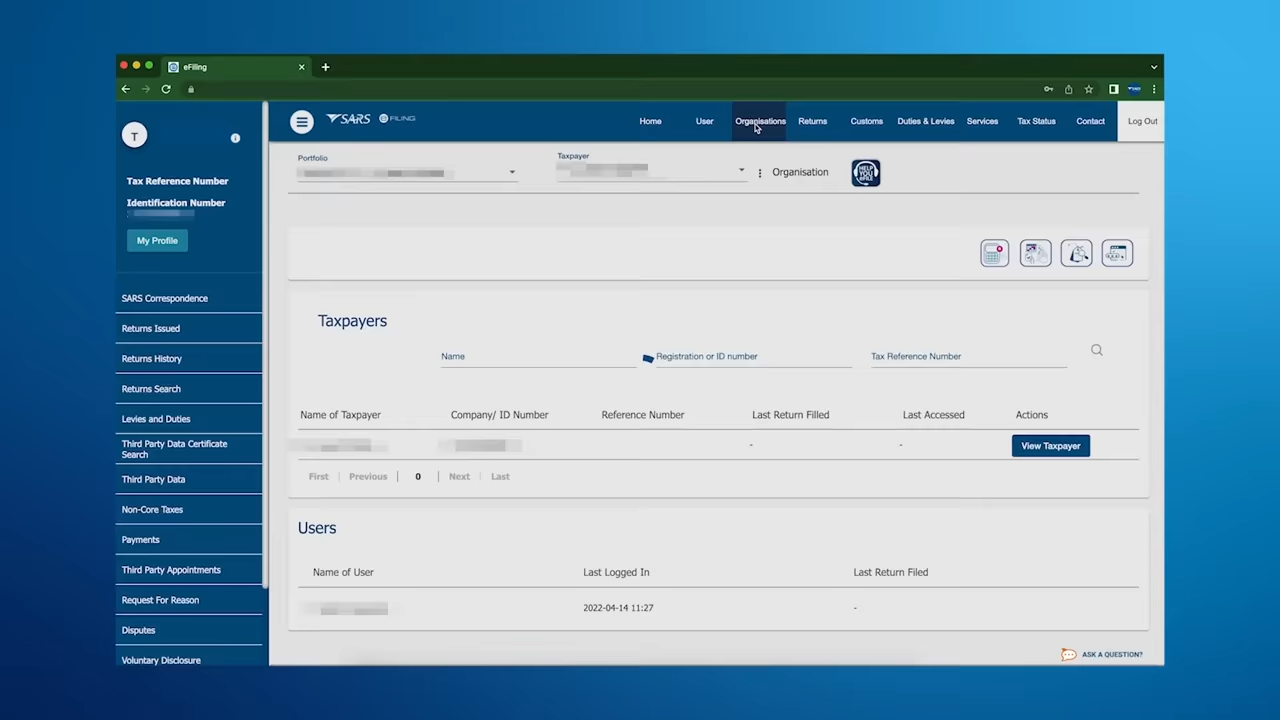 eFiling
SARS eFILING
Home User Organisations Returns Customs Duties & Levies Services Tax Status Contact Log Out
T
Tax Reference Number
Identification Number
My Profile
SARS Correspondence
Returns Issued
Returns History
Returns Search
Levies and Duties
Third Party Data Certificate
Search
Third Party Data
Non-Core Taxes
Payments
Third Party Appointments
Request For Reason
Disputes
Voluntary Disclosure
Portfolio
Taxpayer
Organisation
HELP
YOU
eFILE
Taxpayers
Name
Registration or ID number
Tax Reference Number
Name of Taxpayer Company/ ID Number Reference Number Last Return Filled Last Accessed Actions
- - View Taxpayer
First Previous 0 Next Last
Users
Name of User Last Logged In Last Return Filed
2022-04-14 11:27 -
ASK A QUESTION?